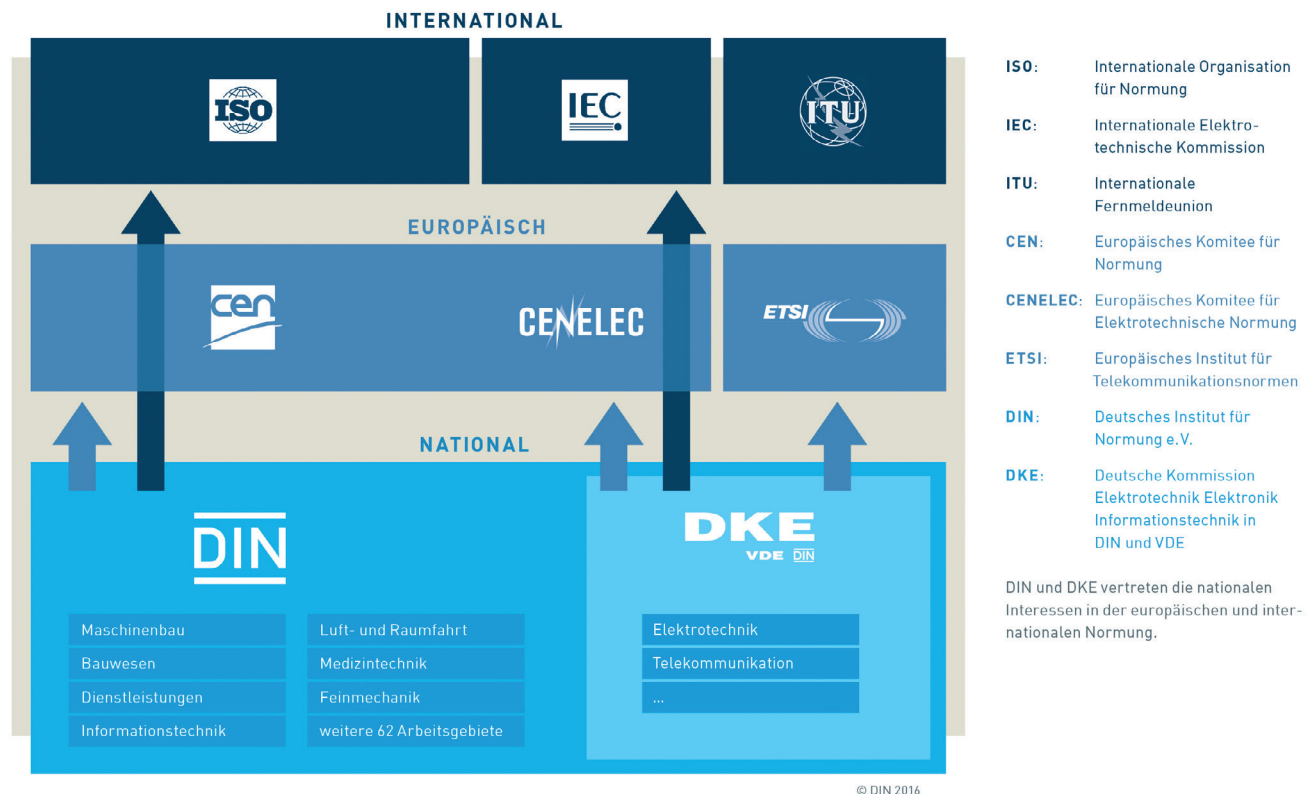 INTERNATIONAL
ISO
IEC
ITU
EUROPÄISCH
cen
CENELEC
ETSI
NATIONAL
DIN
DKE
VDE DIN
Maschinenbau
Bauwesen
Dienstleistungen
Informationstechnik
Luft- und Raumfahrt
Medizintechnik
Feinmechanik
weitere 62 Arbeitsgebiete
Elektrotechnik
Telekommunikation
...
© DIN 2016
ISO: Internationale Organisation
für Normung
IEC: Internationale Elektro-
technische Kommission
ITU: Internationale
Fernmeldeunion
CEN: Europäisches Komitee für
Normung
CENELEC: Europäisches Komitee für
Elektrotechnische Normung
ETSI: Europäisches Institut für
Telekommunikationsnormen
DIN: Deutsches Institut für
Normung e.V.
DKE: Deutsche Kommission
Elektrotechnik Elektronik
Informationstechnik in
DIN und VDE
DIN und DKE vertreten die nationalen
Interessen in der europäischen und inter-
nationalen Normung.